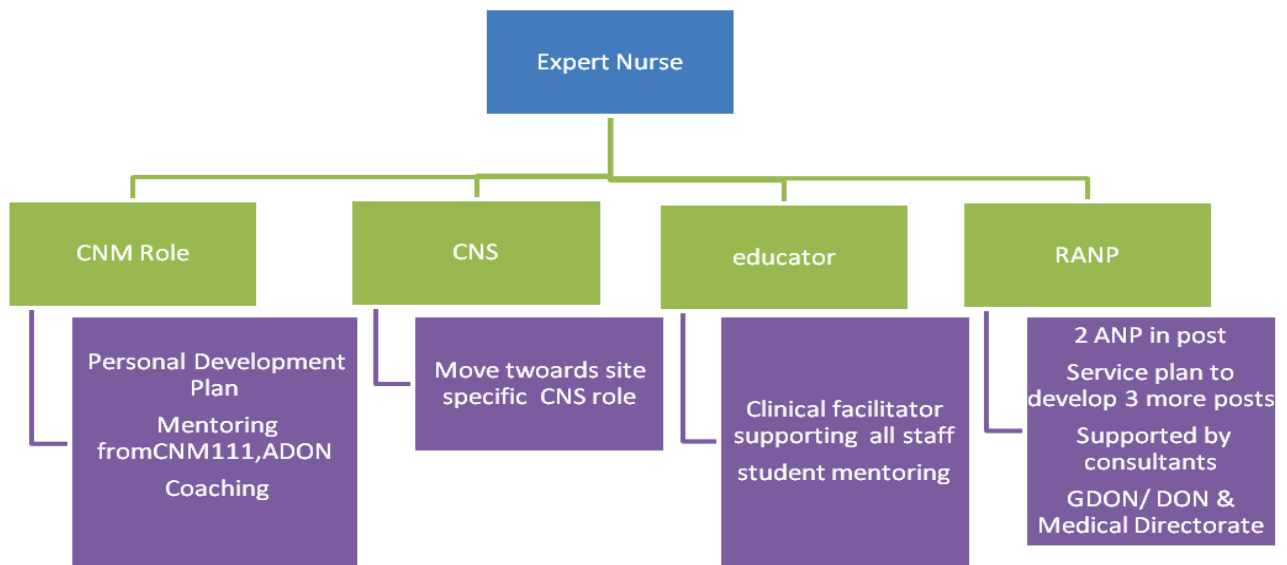 Expert Nurse
CNM Role
CNS
educator
RANP
Personal Development
Plan
Mentoring
fromCNM111,ADON
Coaching
Move twoards site
specific CNS role
Clinical facilitator
supporting all staff
student mentoring
2 ANP in post
Service plan to
develop 3 more posts
Supported by
consultants
GDON/ DON &
Medical Directorate